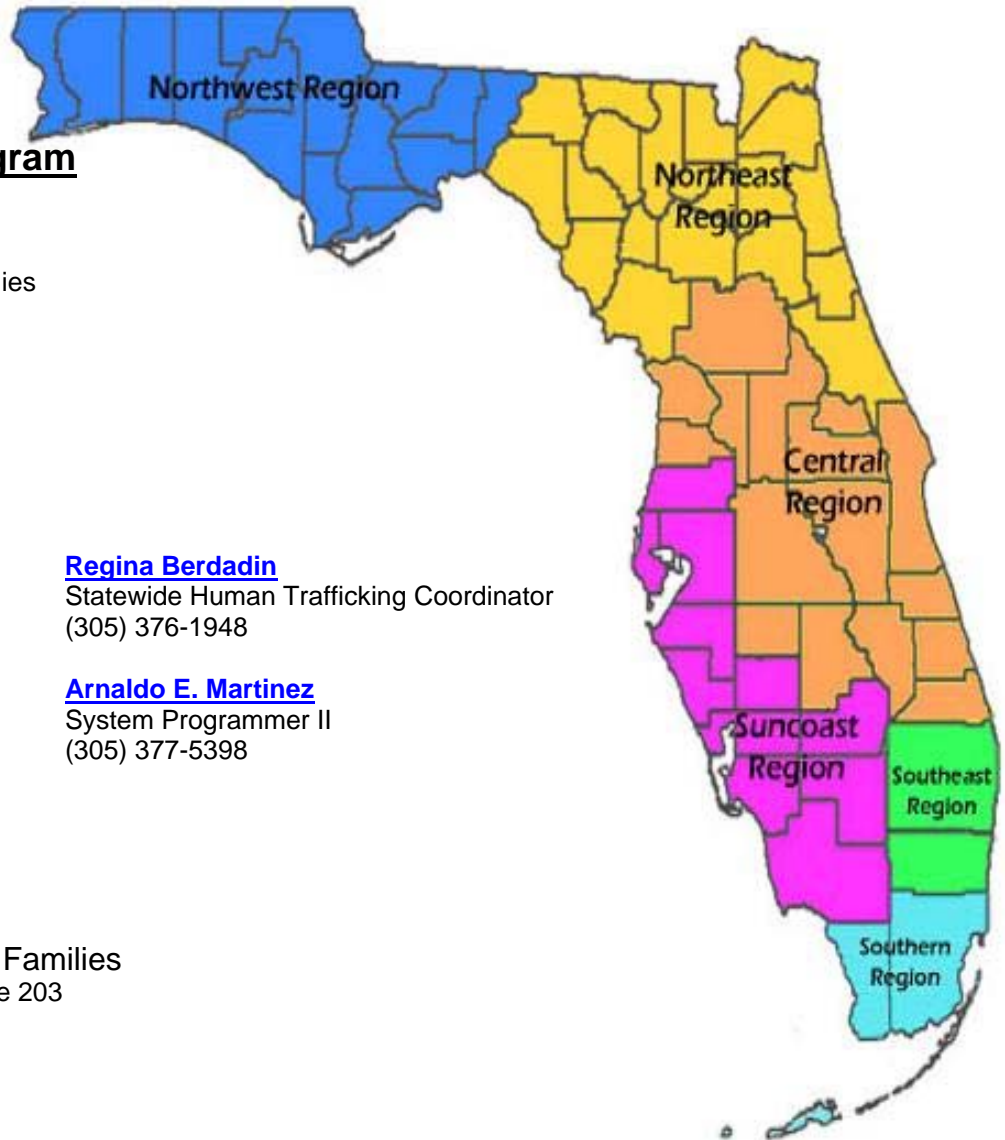 Northwest Region
gram
Northeast
Region
ies
Central
Region
Regina Berdadin
Statewide Human Trafficking Coordinator
(305) 376-1948
Arnaldo E. Martinez
System Programmer II
(305) 377-5398
Suncoast
Region
Southeast
Region
Families
e 203
Southern
Region